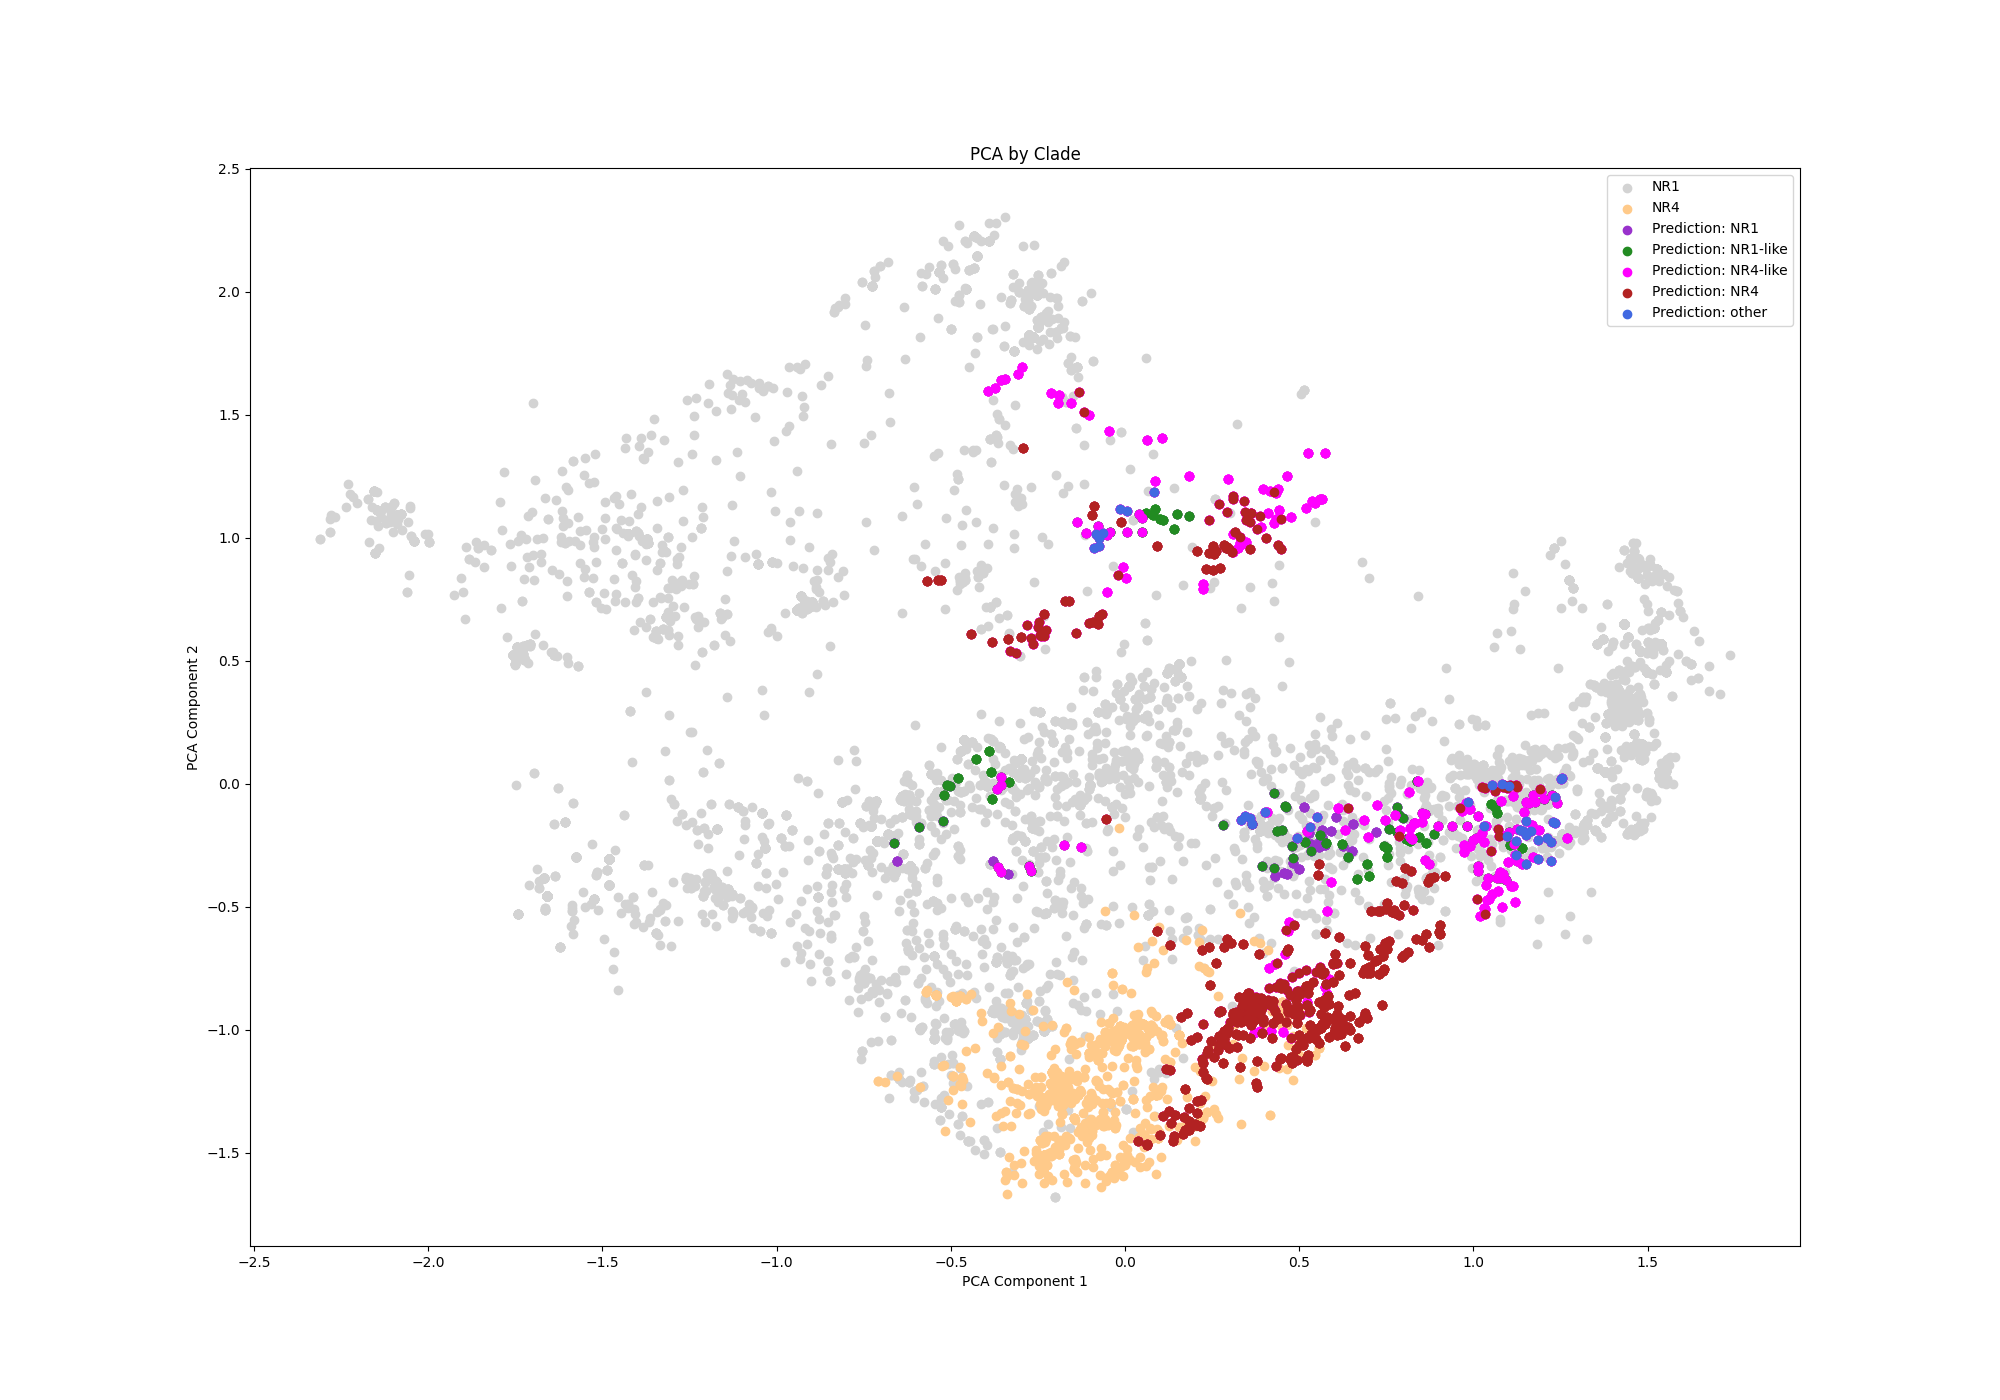 PCA by Clade
NR1
NR4
Prediction: NR1
Prediction: NR1-like
Prediction: NR4-like
Prediction: NR4
Prediction: other
PCA Component 2
2.5
2.0
1.5
1.0
0.5
0.0
−0.5
−1.0
−1.5
−2.5
−2.0
−1.5
−1.0
−0.5
0.0
0.5
1.0
1.5
PCA Component 1